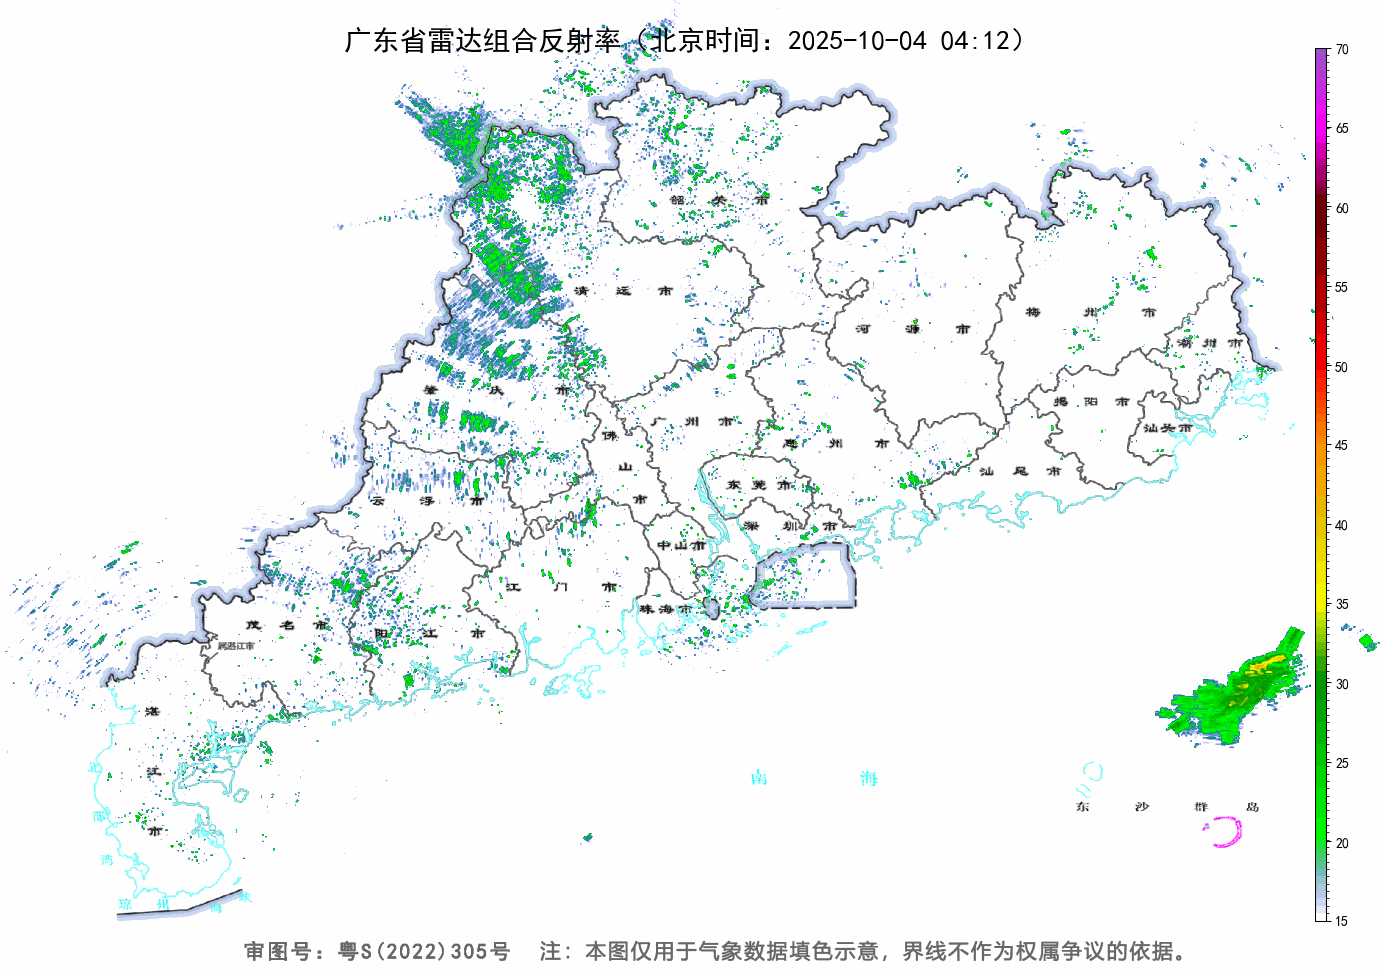 广东省雷达组合反射率（北京时间：2025-10-04 04:12）
70
65
60
55
50
45
40
35
30
25
20
15
韶关市
清远市
梅州市
河源市
潮州市
肇庆市
揭阳市
广州市
汕头市
佛山市
惠州市
汕尾市
东莞市
云浮市
深圳市
中山市
江门市
珠海市
茂名市
阳江市
属湛江市
湛江市
北部湾
南海
东沙群岛
琼州海峡
审图号：粤S(2022)305号 注：本图仅用于气象数据填色示意，界线不作为权属争议的依据。